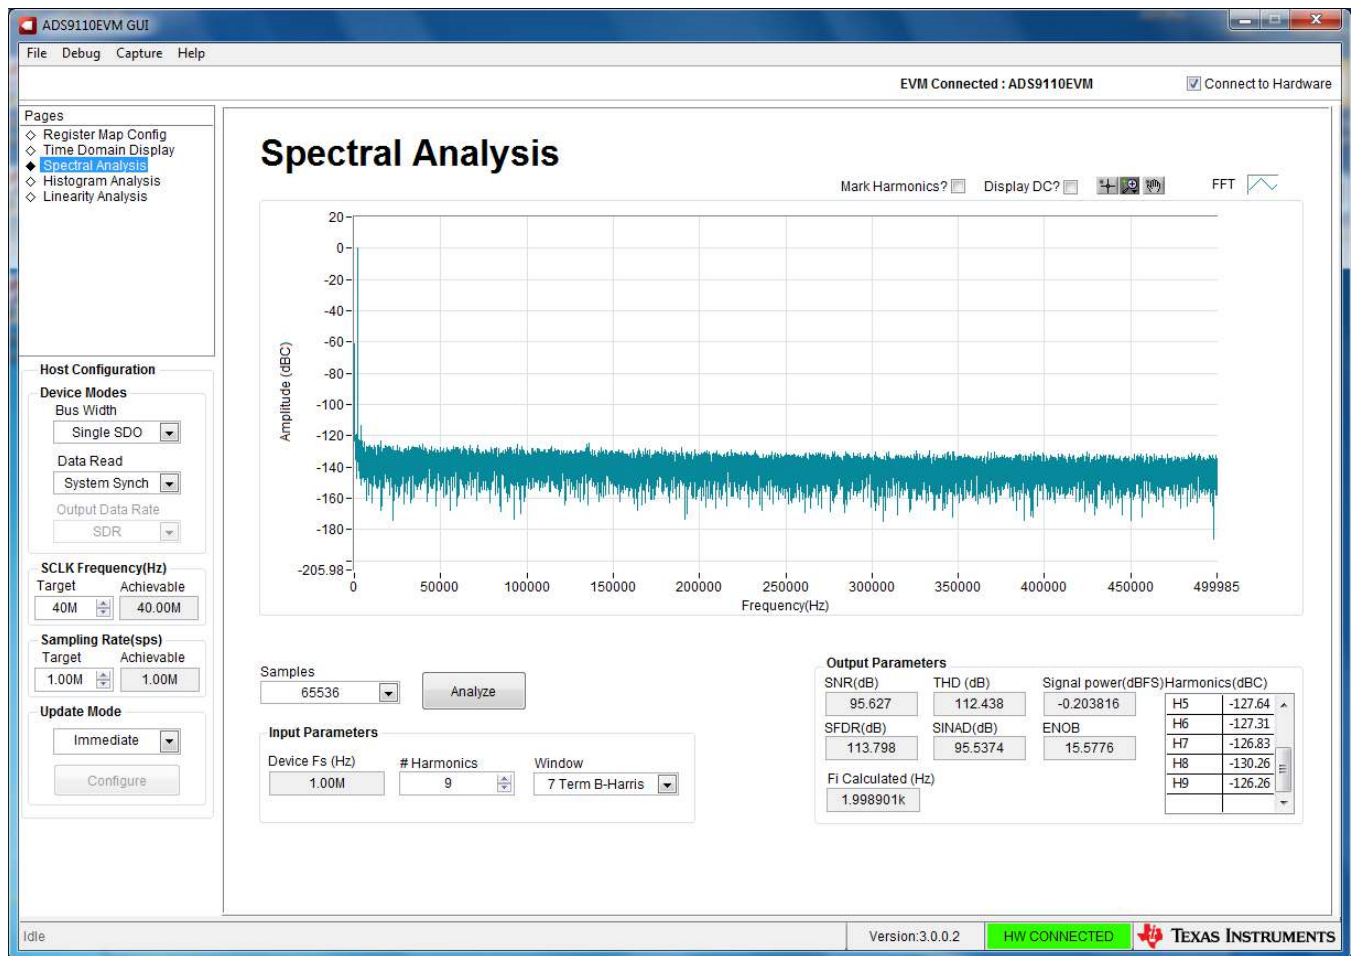 ADS9110EVM GUI
File Debug Capture Help
EVM Connected : ADS9110EVM
Connect to Hardware
Pages
Register Map Config
Time Domain Display
Spectral Analysis
Histogram Analysis
Linearity Analysis
Host Configuration
Device Modes
Bus Width
Single SDO
Data Read
System Synch
Output Data Rate
SDR
SCLK Frequency(Hz)
Target Achievable
40M 40.00M
Sampling Rate(sps)
Target Achievable
1.00M 1.00M
Update Mode
Immediate
Configure
Spectral Analysis
Mark Harmonics? Display DC? FFT
20
0
-20
-40
-60
-80
-100
-120
-140
-160
-180
-205.98
Amplitude (dBC)
0 50000 100000 150000 200000 250000 300000 350000 400000 450000 499985
Frequency(Hz)
Samples
65536
Analyze
Input Parameters
Device Fs (Hz) # Harmonics Window
1.00M 9 7 Term B-Harris
Output Parameters
SNR(dB) THD (dB) Signal power(dBFS) Harmonics(dBC)
95.627 112.438 -0.203816
SFDR(dB) SINAD(dB) ENOB
113.798 95.5374 15.5776
Fi Calculated (Hz)
1.998901k
H5 -127.64
H6 -127.31
H7 -126.83
H8 -130.26
H9 -126.26
Idle
Version:3.0.0.2
HW CONNECTED
TEXAS INSTRUMENTS